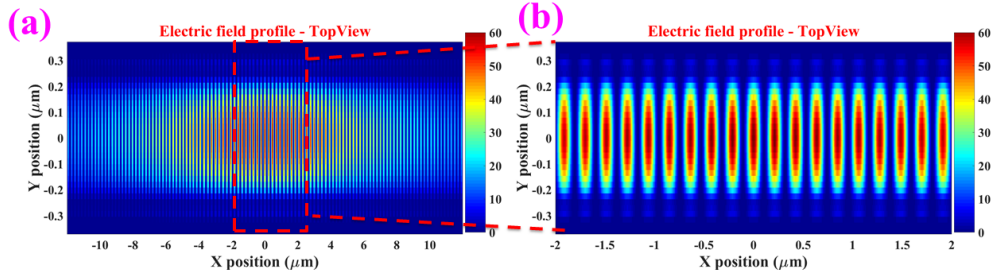 (a)
Electric field profile - TopView
Y position (μm)
0.3
0.2
0.1
0
-0.1
-0.2
-0.3
-10 -8 -6 -4 -2 0 2 4 6 8 10
X position (μm)
60
50
40
30
20
10
0
(b)
Electric field profile - TopView
Y position (μm)
0.3
0.2
0.1
0
-0.1
-0.2
-0.3
-2 -1.5 -1 -0.5 0 0.5 1 1.5 2
X position (μm)
60
50
40
30
20
10
0